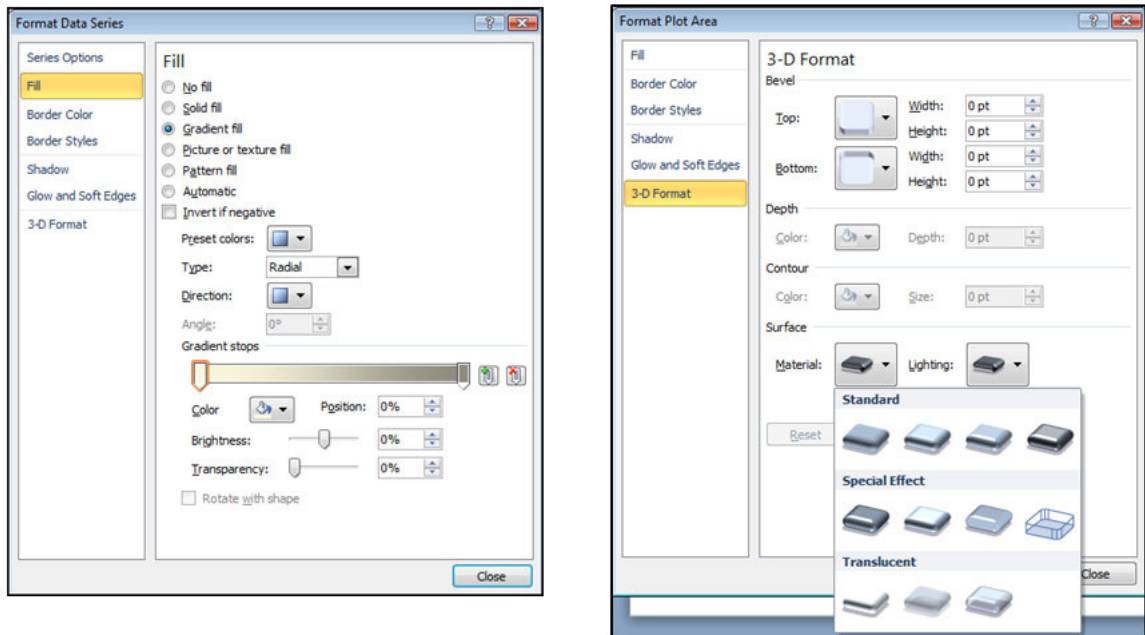 Format Data Series
Series Options
Fill
Border Color
Border Styles
Shadow
Glow and Soft Edges
3-D Format
Fill
No fill
Solid fill
Gradient fill
Picture or texture fill
Pattern fill
Automatic
Invert if negative
Preset colors:
Type: Radial
Direction:
Angle: 0°
Gradient stops
Color Position: 0%
Brightness: 0%
Transparency: 0%
Rotate with shape
Close
Format Plot Area
Fill
Border Color
Border Styles
Shadow
Glow and Soft Edges
3-D Format
3-D Format
Bevel
Top: Width: 0 pt
Height: 0 pt
Bottom: Width: 0 pt
Height: 0 pt
Depth
Color: Depth: 0 pt
Contour
Color: Size: 0 pt
Surface
Material: Lighting:
Standard
Reset
Special Effect
Translucent
Close